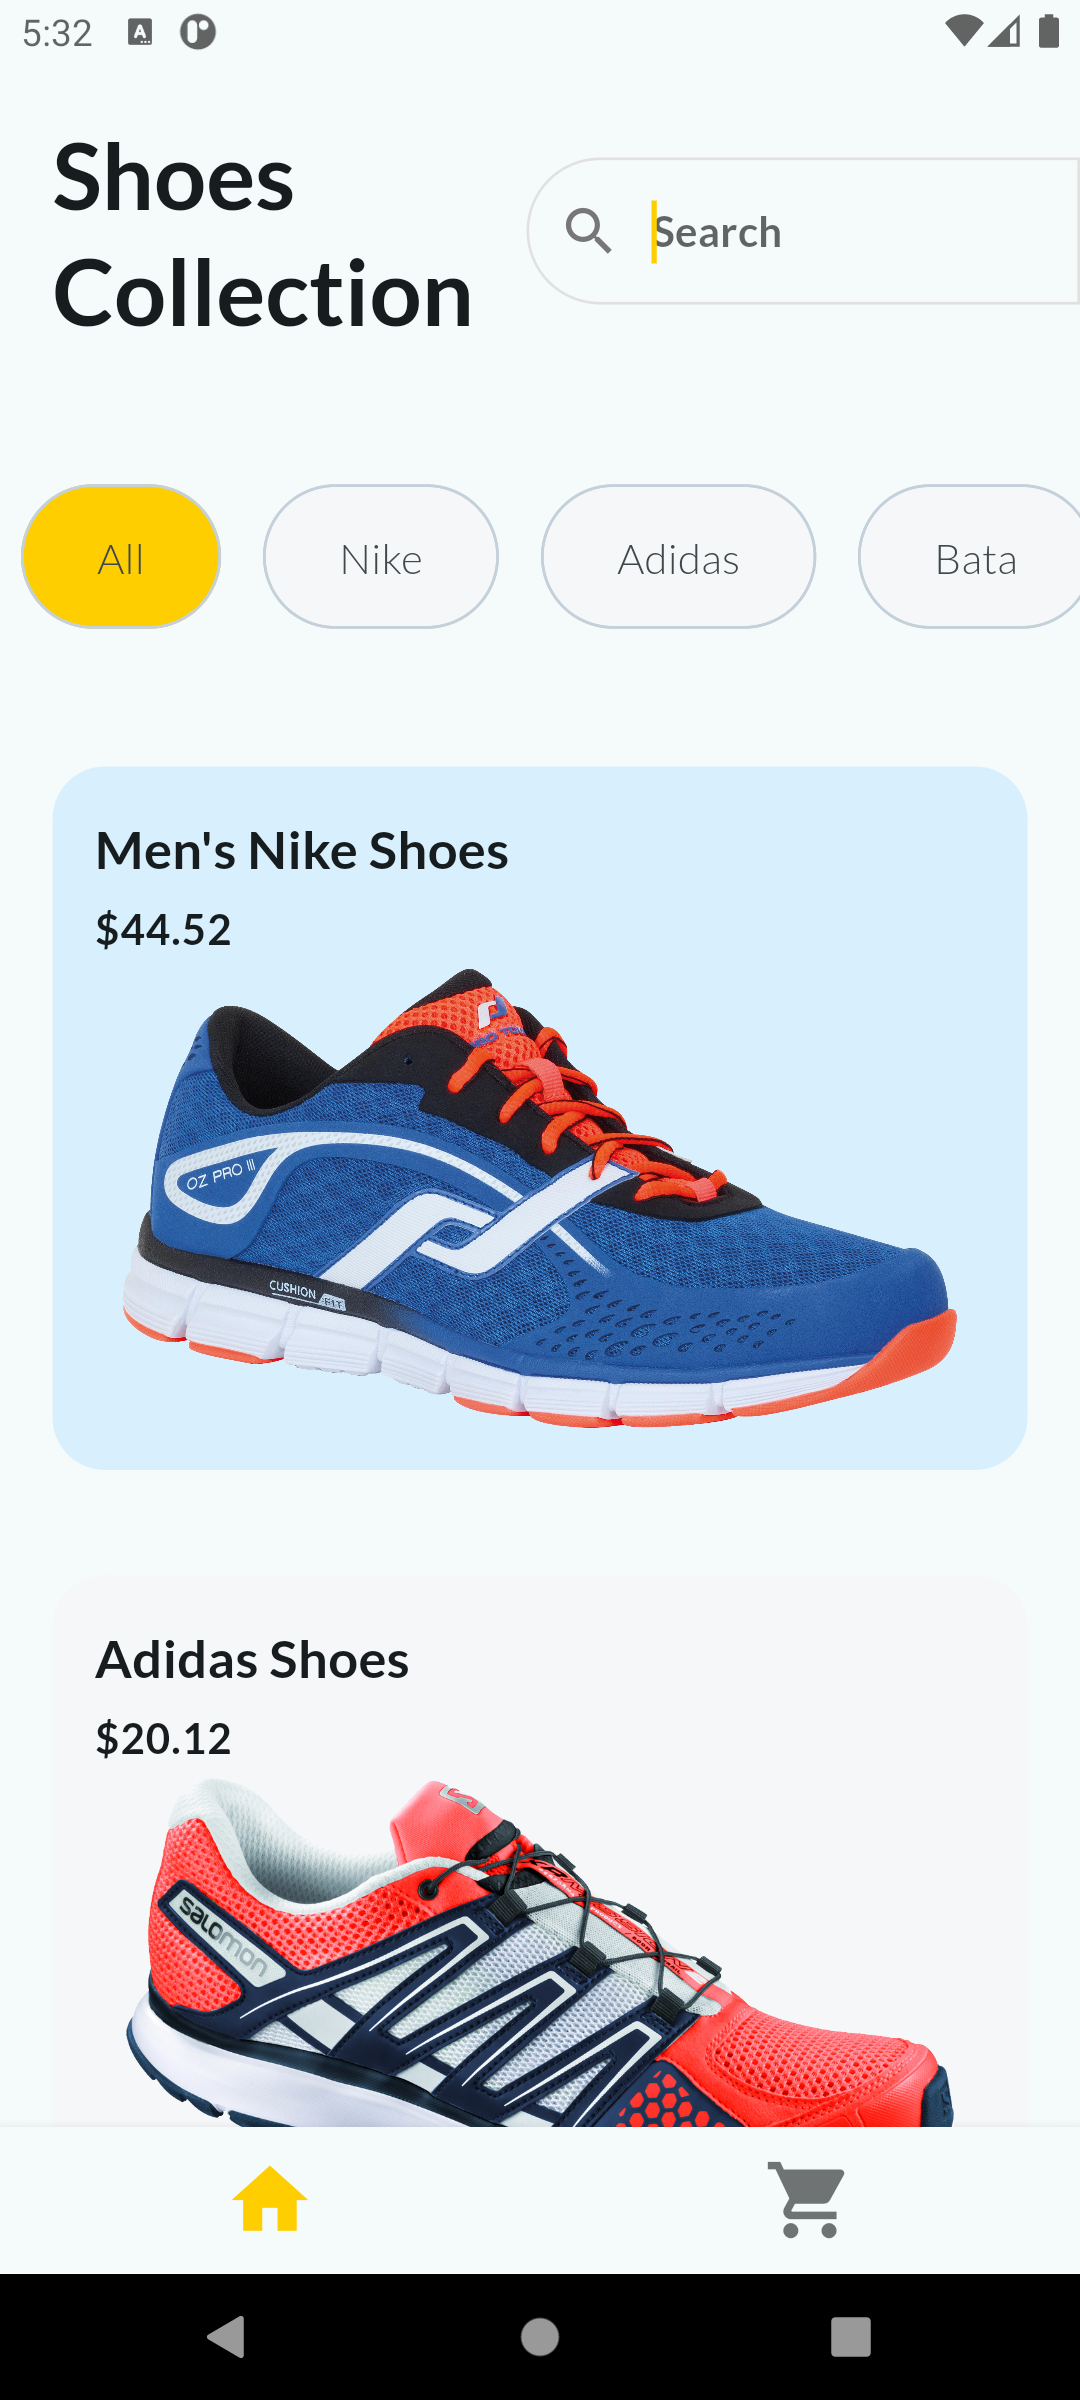 5:32
Shoes
Collection
Search
All
Nike
Adidas
Bata
Men's Nike Shoes
$44.52
OZ PRO III
CUSHION
Adidas Shoes
$20.12
salomon